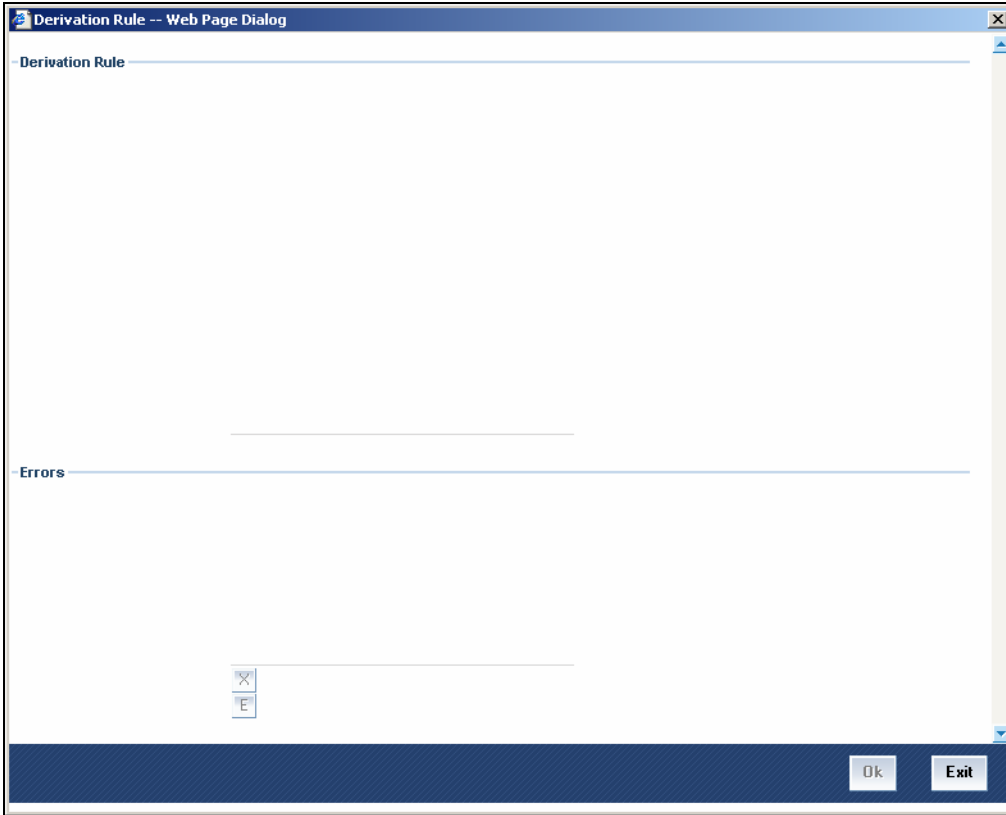 Derivation Rule -- Web Page Dialog
Derivation Rule
Errors
X
E
Ok
Exit